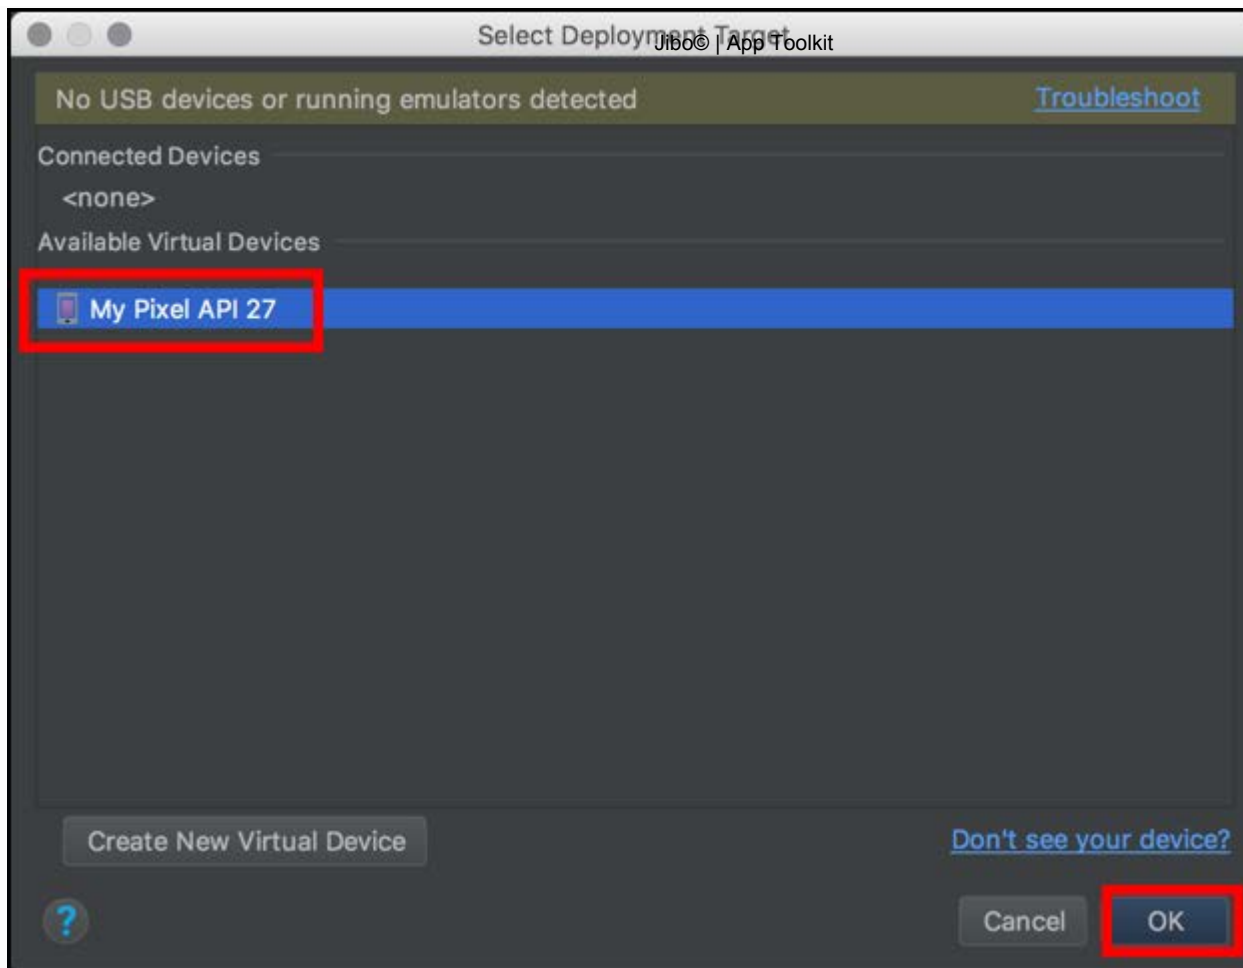 Select Deployment Target
Jibo© | App Toolkit
No USB devices or running emulators detected
Troubleshoot
Connected Devices
<none>
Available Virtual Devices
My Pixel API 27
Create New Virtual Device
Don't see your device?
?
Cancel
OK